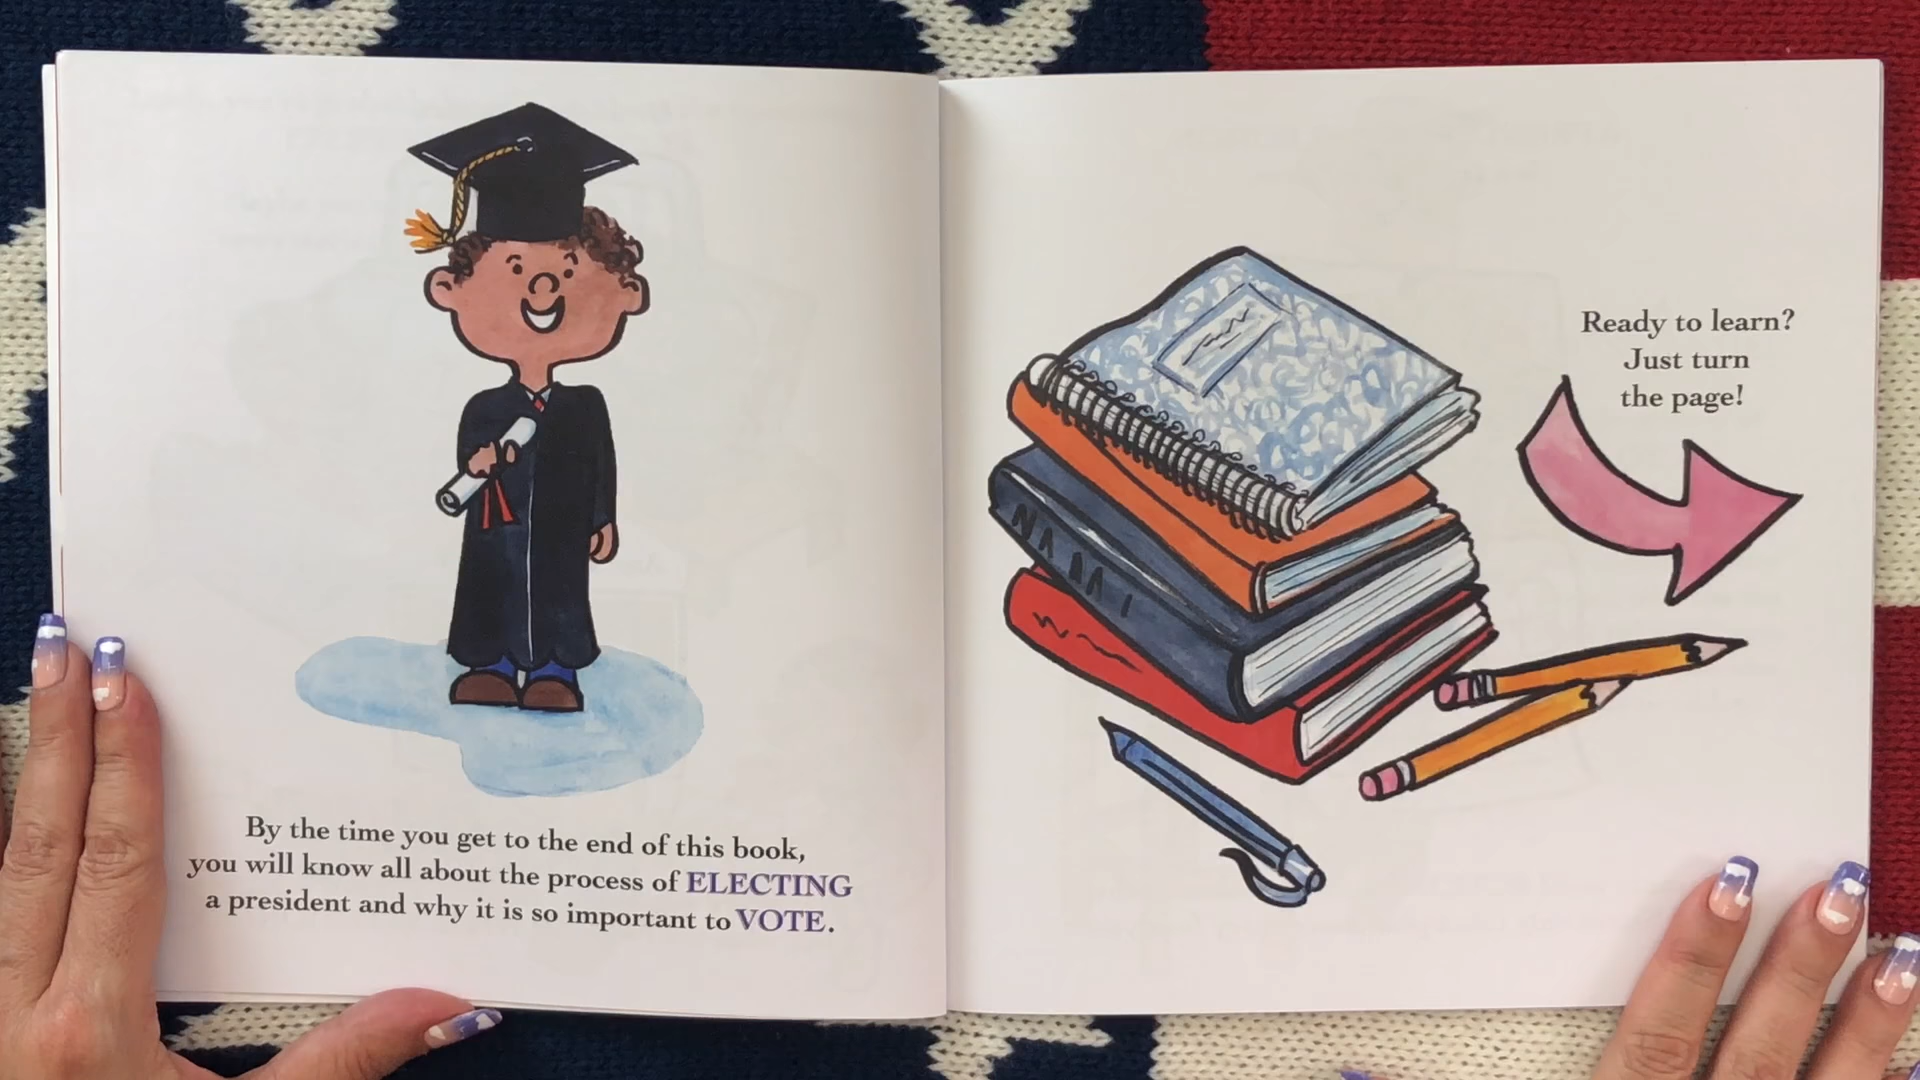 By the time you get to the end of this book,
you will know all about the process of ELECTING
a president and why it is so important to VOTE.
Ready to learn?
Just turn
the page!